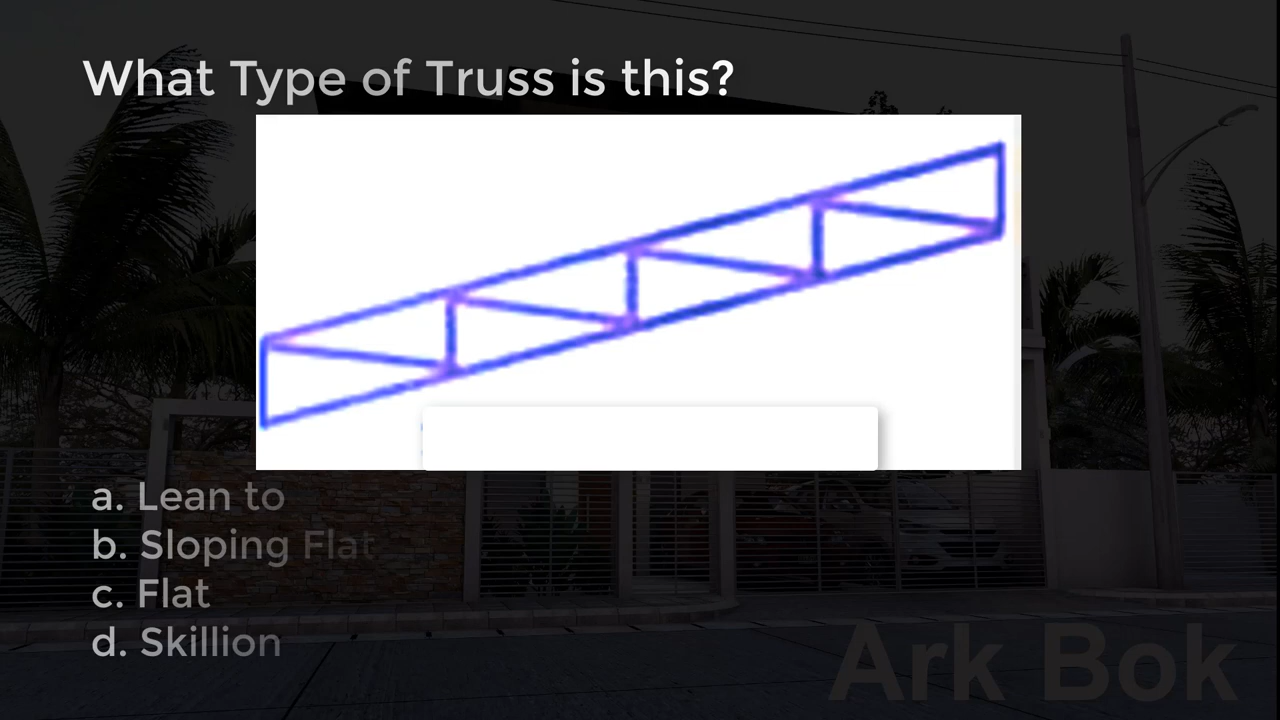 What Type of Truss is this?
a. Lean to
b. Sloping Flat
c. Flat
d. Skillion
Ark Bok